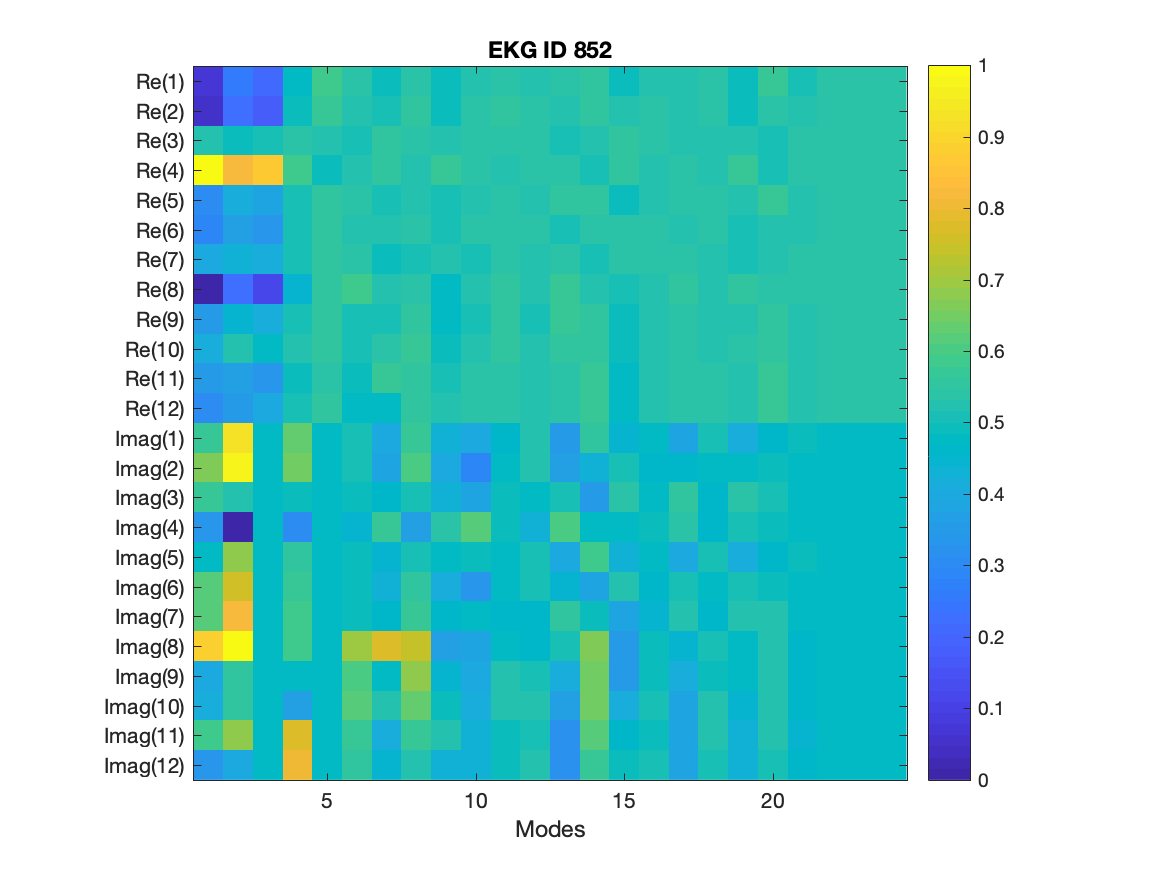 EKG ID 852
Re(1)
Re(2)
Re(3)
Re(4)
Re(5)
Re(6)
Re(7)
Re(8)
Re(9)
Re(10)
Re(11)
Re(12)
Imag(1)
Imag(2)
Imag(3)
Imag(4)
Imag(5)
Imag(6)
Imag(7)
Imag(8)
Imag(9)
Imag(10)
Imag(11)
Imag(12)
5 10 15 20
Modes
1
0.9
0.8
0.7
0.6
0.5
0.4
0.3
0.2
0.1
0